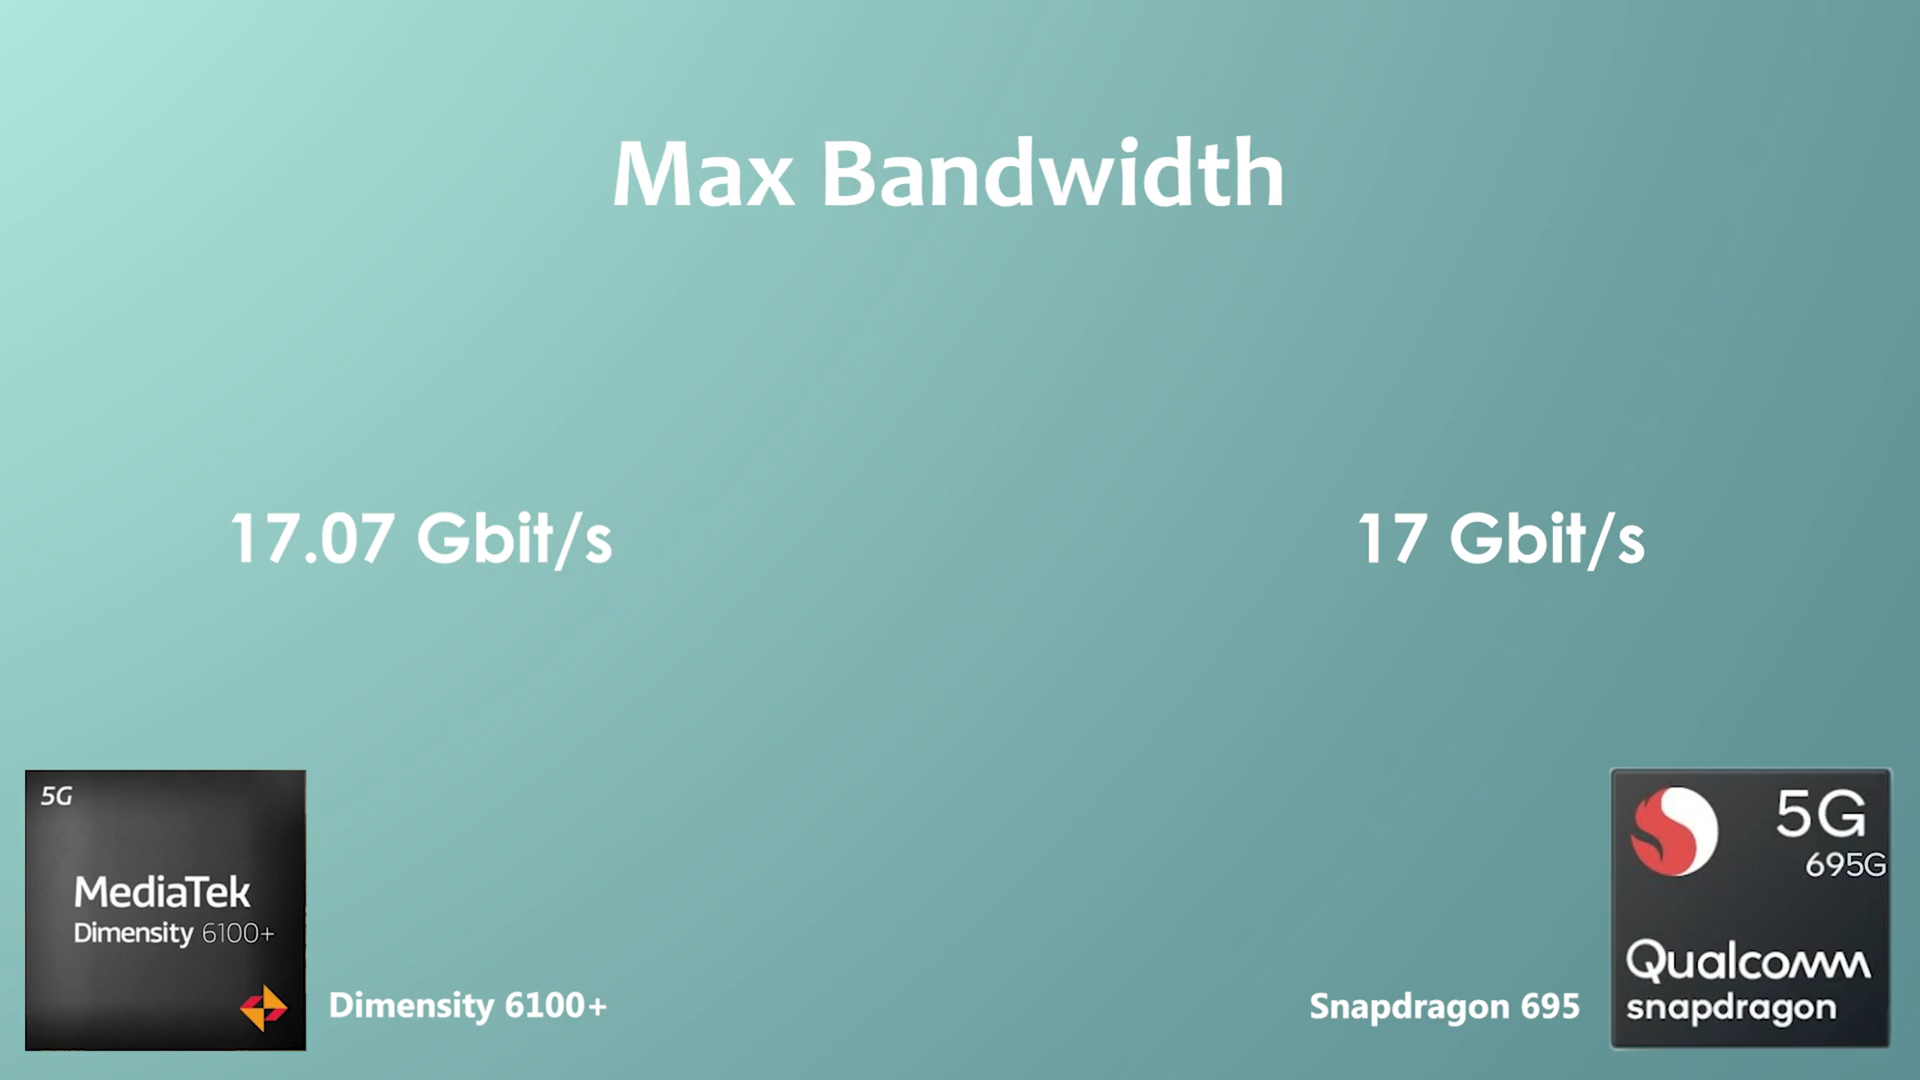 Max Bandwidth
17.07 Gbit/s
17 Gbit/s
5G
MediaTek
Dimensity 6100+
Dimensity 6100+
Snapdragon 695
5G
695G
Qualcomm
snapdragon